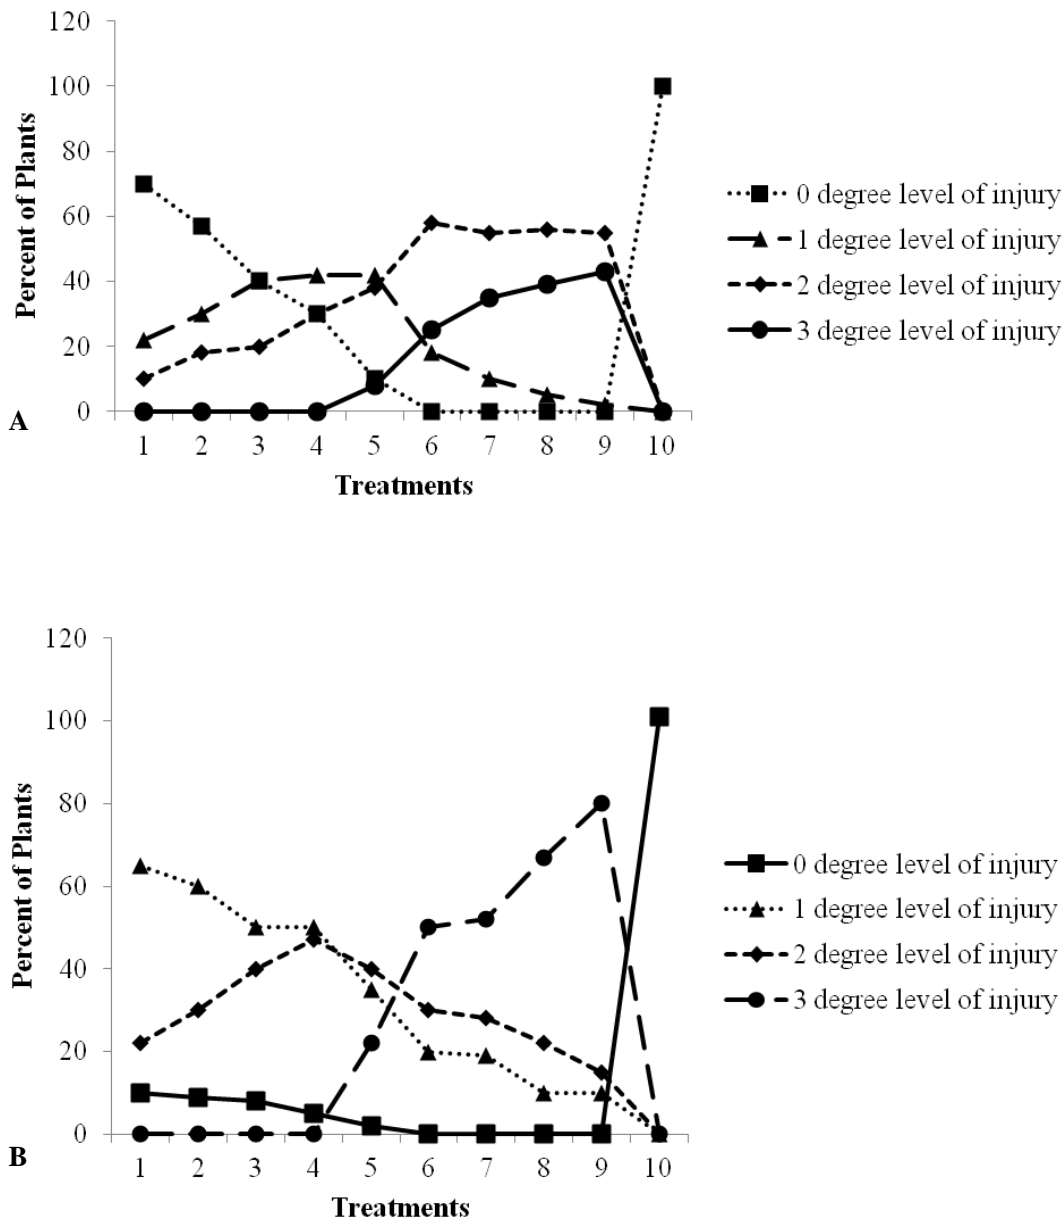 120
100
80
60
40
20
0
Percent of Plants
1 2 3 4 5 6 7 8 9 10
Treatments
0 degree level of injury
1 degree level of injury
2 degree level of injury
3 degree level of injury
A
120
100
80
60
40
20
0
Percent of Plants
1 2 3 4 5 6 7 8 9 10
Treatments
0 degree level of injury
1 degree level of injury
2 degree level of injury
3 degree level of injury
B